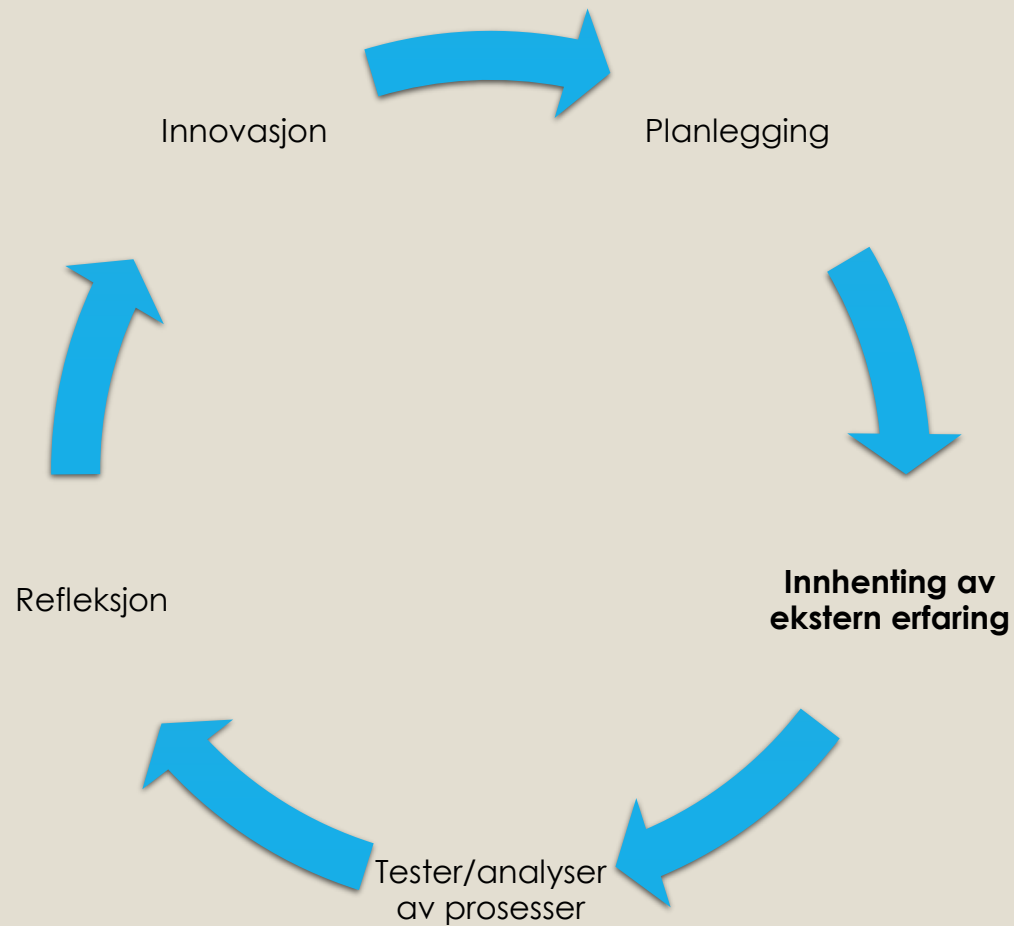 Innovasjon
Planlegging
Innhenting av
ekstern erfaring
Tester/analyser
av prosesser
Refleksjon